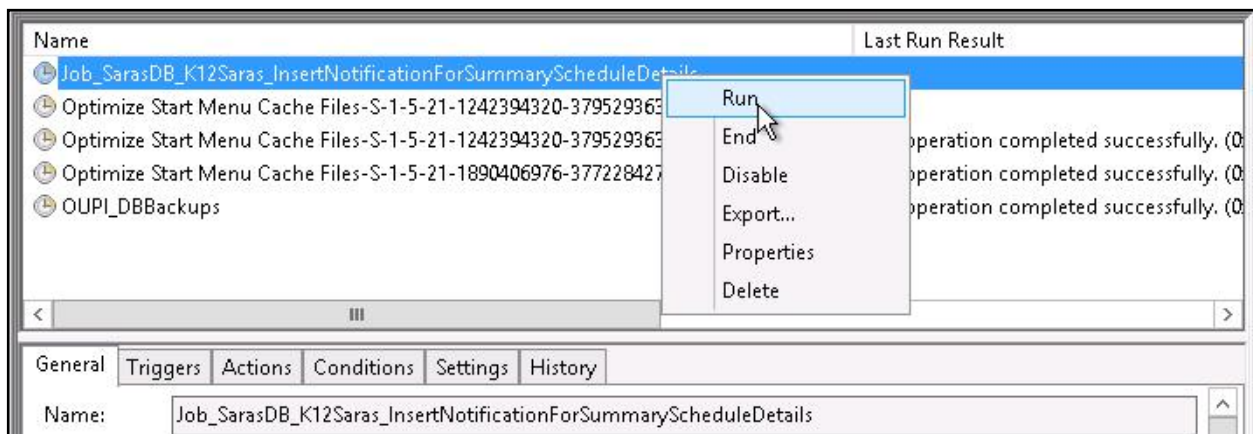 Name Last Run Result
Job_SarasDB_K12Saras_InsertNotificationForSummaryScheduleDetails
Optimize Start Menu Cache Files-S-1-5-21-1242394320-379529363
Optimize Start Menu Cache Files-S-1-5-21-1242394320-379529363 operation completed successfully. (0
Optimize Start Menu Cache Files-S-1-5-21-1890406976-377228427 operation completed successfully. (0
OUPI_DBBackups operation completed successfully. (0
Run
End
Disable
Export...
Properties
Delete
General Triggers Actions Conditions Settings History
Name: Job_SarasDB_K12Saras_InsertNotificationForSummaryScheduleDetails